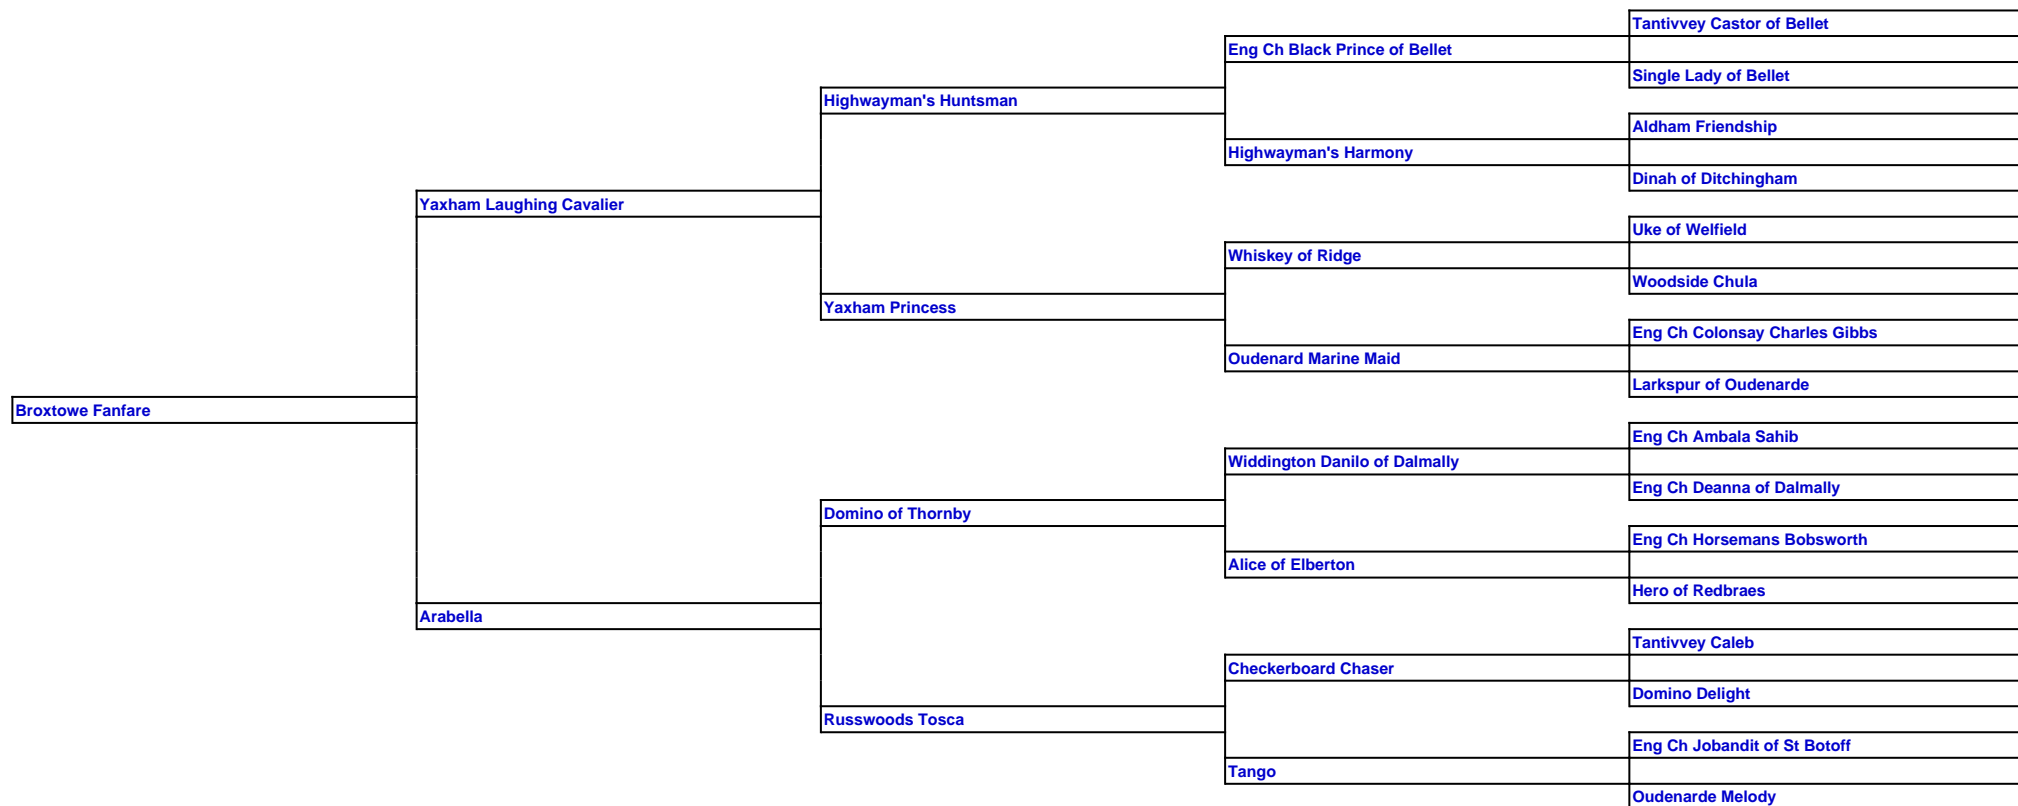 Tantivvey Castor of Bellet
Eng Ch Black Prince of Bellet
Single Lady of Bellet
Highwayman's Huntsman
Aldham Friendship
Highwayman's Harmony
Dinah of Ditchingham
Yaxham Laughing Cavalier
Uke of Welfield
Whiskey of Ridge
Woodside Chula
Yaxham Princess
Eng Ch Colonsay Charles Gibbs
Oudenard Marine Maid
Larkspur of Oudenarde
Broxtowe Fanfare
Eng Ch Ambala Sahib
Widdington Danilo of Dalmally
Eng Ch Deanna of Dalmally
Domino of Thornby
Eng Ch Horsemans Bobsworth
Alice of Elberton
Hero of Redbraes
Arabella
Tantivvey Caleb
Checkerboard Chaser
Domino Delight
Russwoods Tosca
Eng Ch Jobandit of St Botoff
Tango
Oudenarde Melody